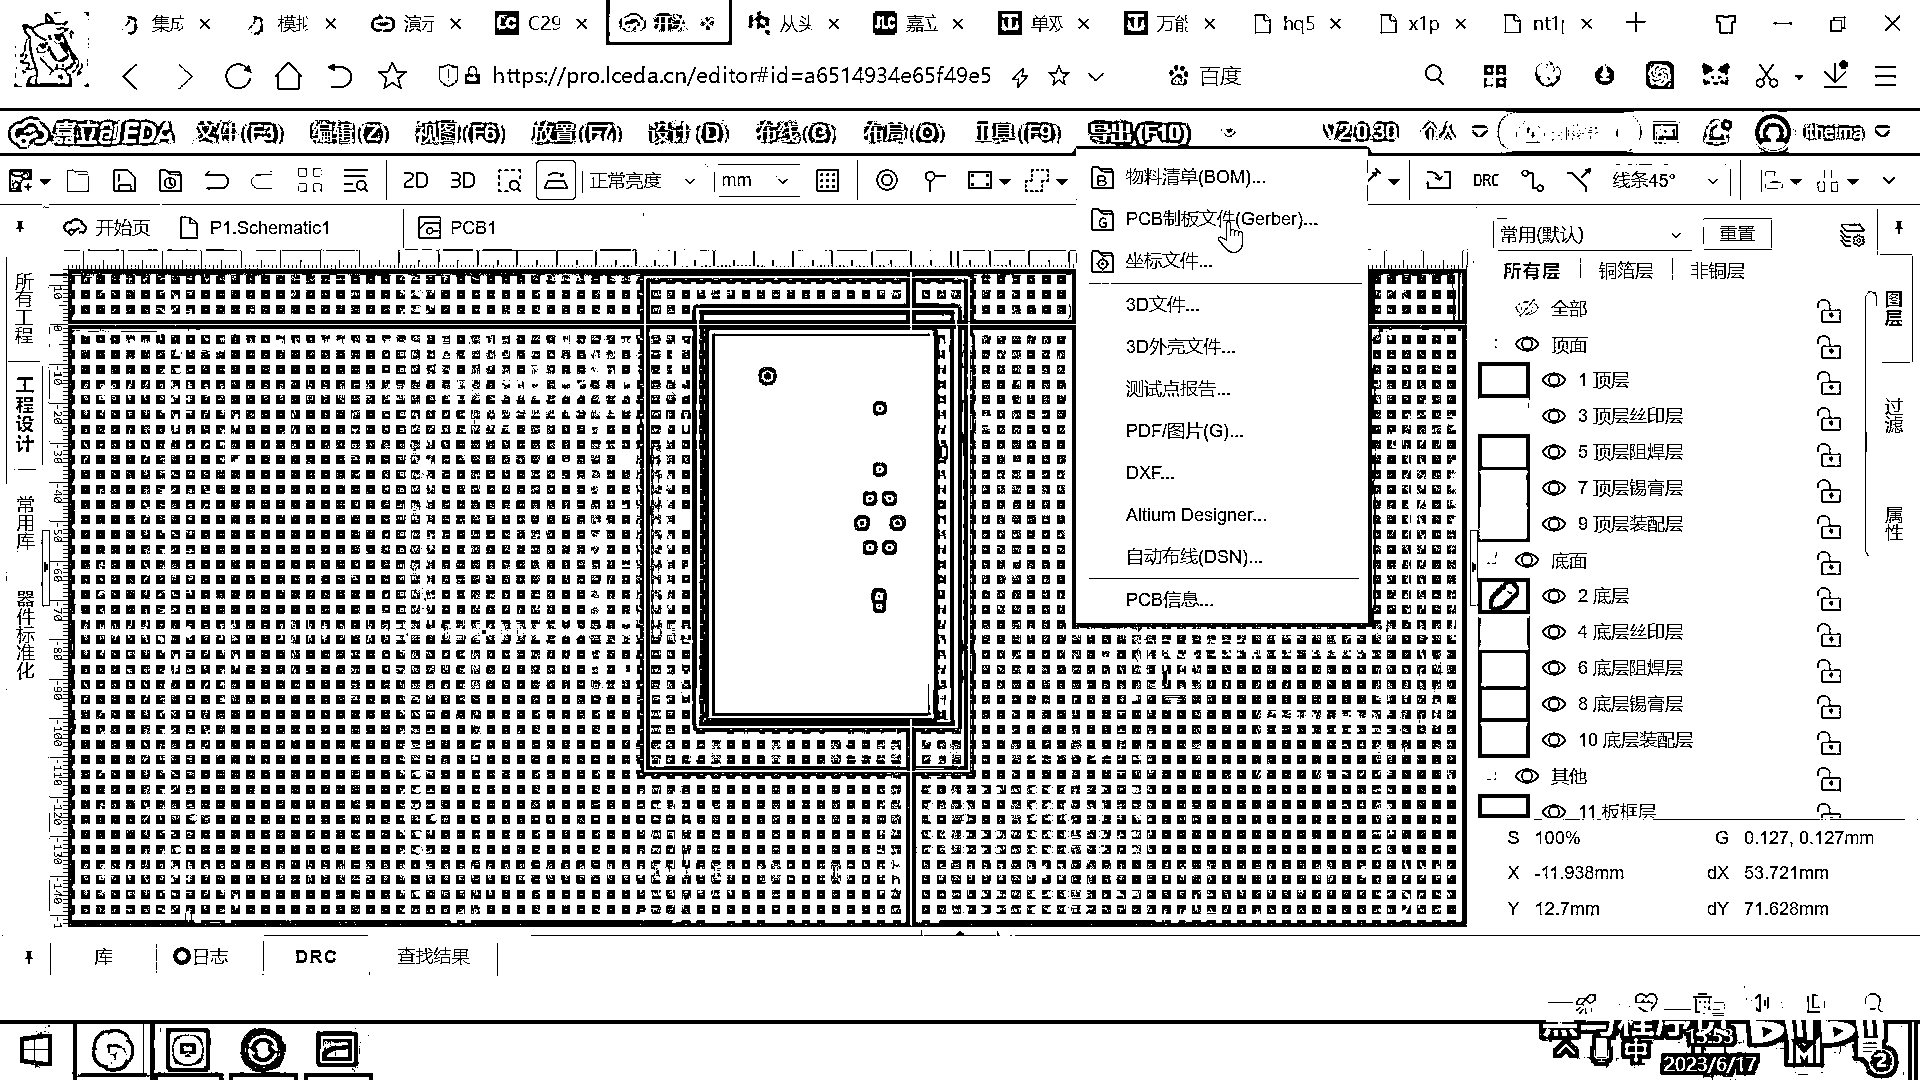 集成
模拟
演示
C29
开头
从头
嘉立
单双
万能
hq5
x1p
nt1p
https://pro.lceda.cn/editor#id=a6514934e65f49e5
百度
嘉立创EDA 文件(F3) 编辑(Z) 视图(F6) 放置(F7) 设计(D) 布线(G) 布局(O) 工具(F9) 导出(F10) V2.0.30 个人 itheima
2D 3D 正常亮度 mm DRC 线条45°
开始页 P1.Schematic1 PCB1
所有工程
工程设计
常用库
器件标准化
物料清单(BOM)...
PCB制板文件(Gerber)...
坐标文件...
3D文件...
3D外壳文件...
测试点报告...
PDF/图片(G)...
DXF...
Altium Designer...
自动布线(DSN)...
PCB信息...
常用(默认) 重置
所有层 铜箔层 非铜层
全部
顶面
1 顶层
3 顶层丝印层
5 顶层阻焊层
7 顶层锡膏层
9 顶层装配层
底面
2 底层
4 底层丝印层
6 底层阻焊层
8 底层锡膏层
10 底层装配层
其他
11 板框层
图层
过滤
属性
S 100% G 0.127, 0.127mm
X -11.938mm dX 53.721mm
Y 12.7mm dY 71.628mm
库 日志 DRC 查找结果
中
2023/6/17
2